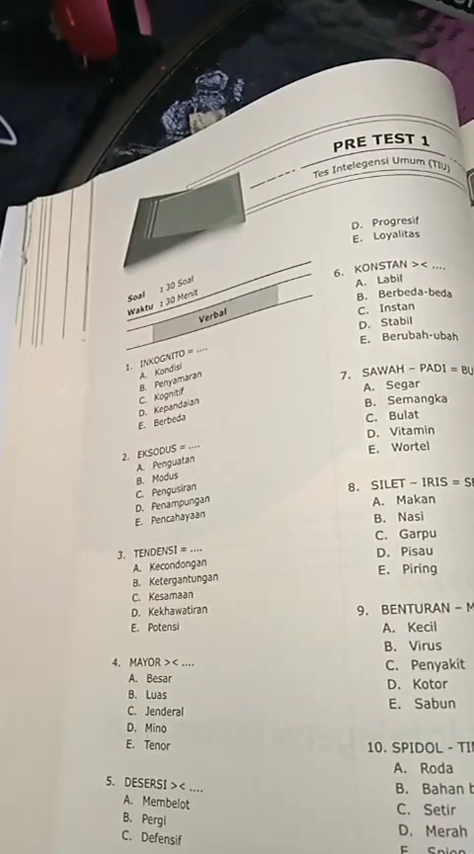 PRE TEST 1
Tes Intelegensi Umum (TIU)
Soal : 30 Soal
Waktu : 30 Menit
Verbal
1. INKOGNITO = ....
A. Kondisi
B. Penyamaran
C. Kognitif
D. Kepandaian
E. Berbeda
2. EKSODUS = ....
A. Penguatan
B. Modus
C. Pengusiran
D. Penampungan
E. Pencahayaan
3. TENDENSI = ....
A. Kecondongan
B. Ketergantungan
C. Kesamaan
D. Kekhawatiran
E. Potensi
4. MAYOR >< ....
A. Besar
B. Luas
C. Jenderal
D. Mino
E. Tenor
5. DESERSI >< ....
A. Membelot
B. Pergi
C. Defensif
D. Progresif
E. Loyalitas
6. KONSTAN >< ....
A. Labil
B. Berbeda-beda
C. Instan
D. Stabil
E. Berubah-ubah
7. SAWAH – PADI = BU
A. Segar
B. Semangka
C. Bulat
D. Vitamin
E. Wortel
8. SILET – IRIS =
A. Makan
B. Nasi
C. Garpu
D. Pisau
E. Piring
9. BENTURAN –
A. Kecil
B. Virus
C. Penyakit
D. Kotor
E. Sabun
10. SPIDOL - TI
A. Roda
B. Bahan
C. Setir
D. Merah